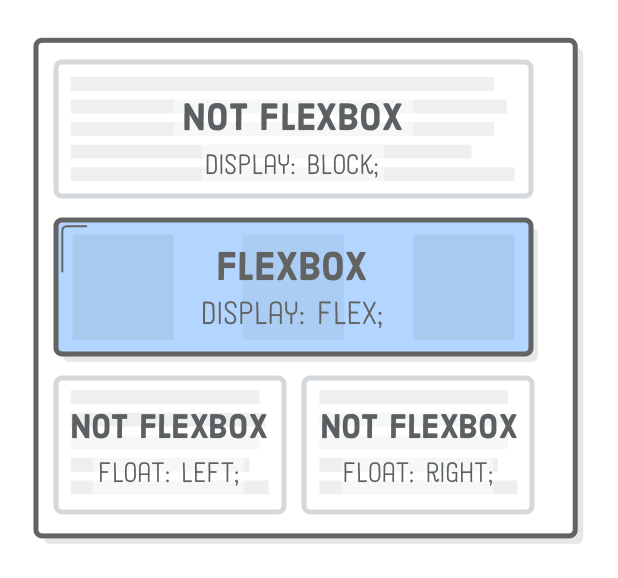 NOT FLEXBOX
DISPLAY: BLOCK;
FLEXBOX
DISPLAY: FLEX;
NOT FLEXBOX
FLOAT: LEFT;
NOT FLEXBOX
FLOAT: RIGHT;